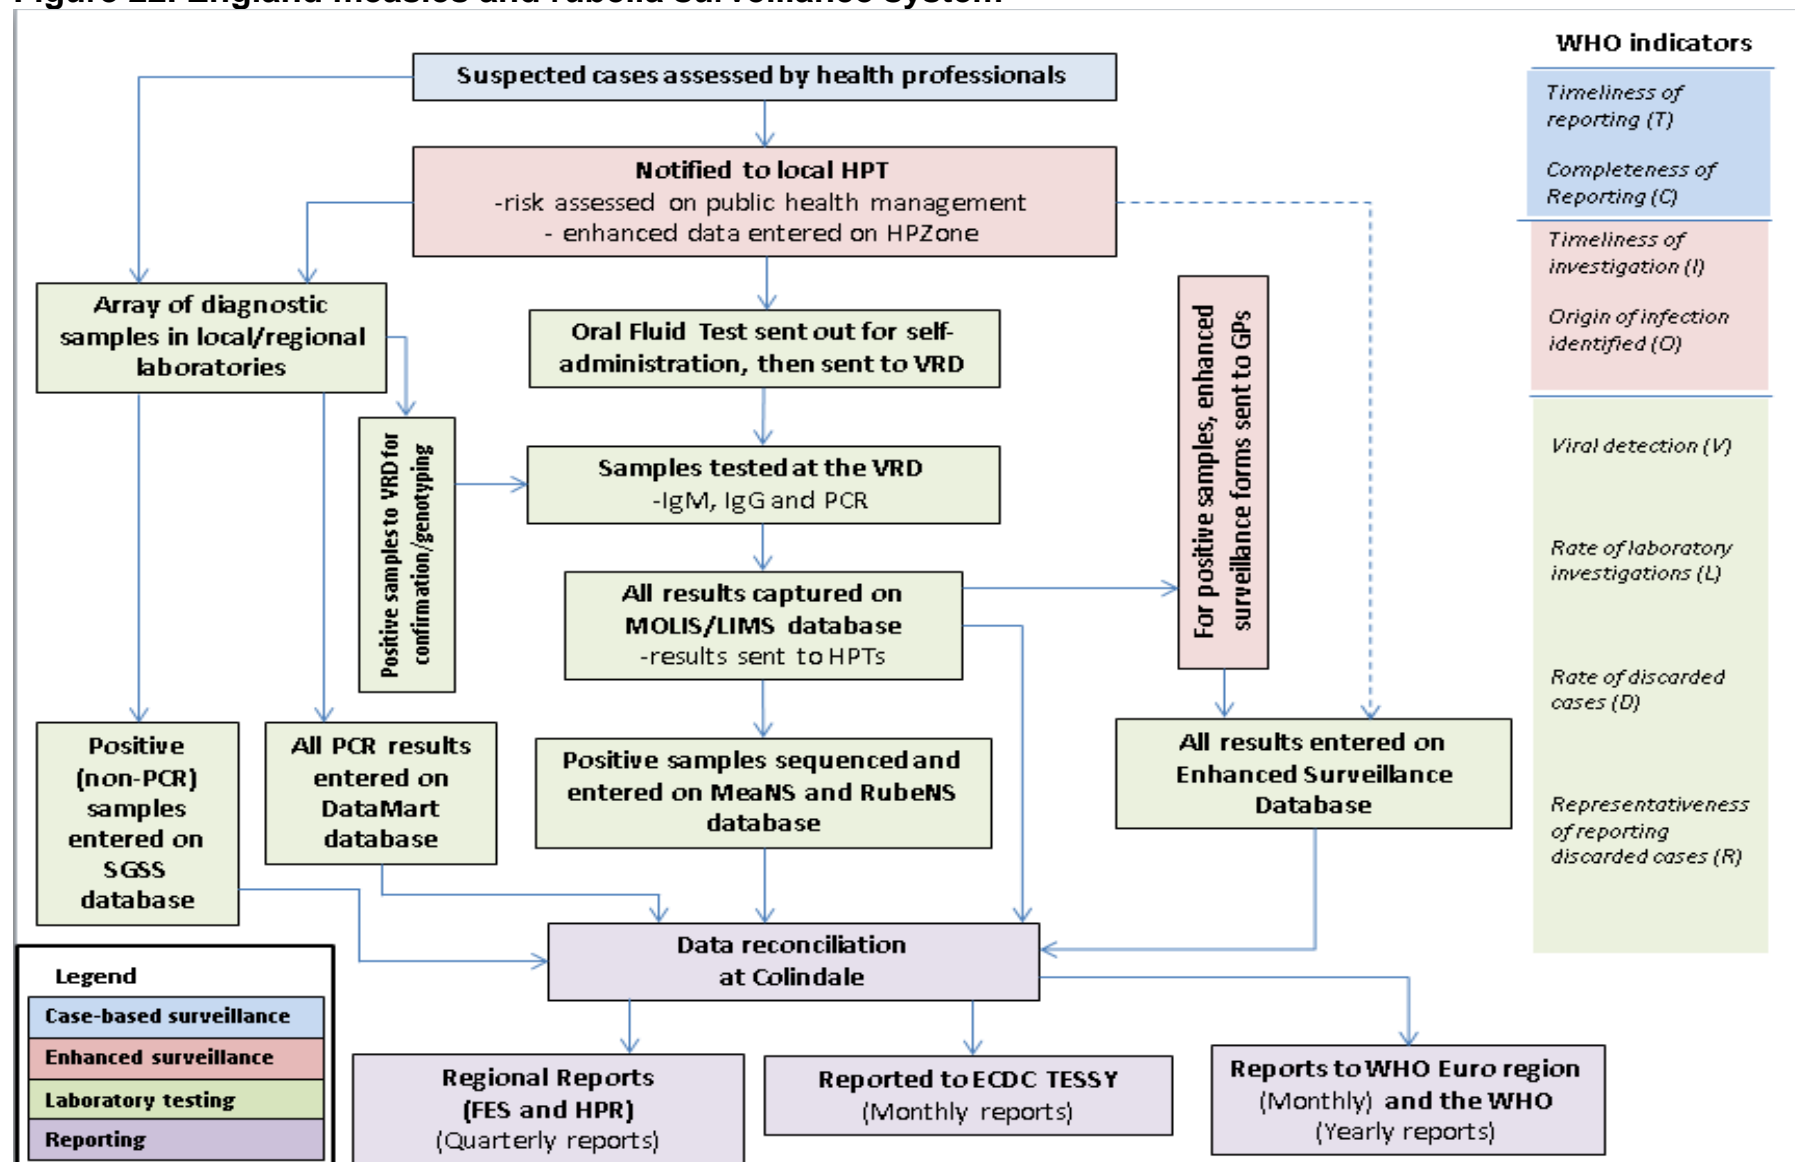 Figure 22: England measles and rubella surveillance system
Suspected cases assessed by health professionals
Notified to local HPT
-risk assessed on public health management
- enhanced data entered on HPZone
Array of diagnostic
samples in local/regional
laboratories
Oral Fluid Test sent out for self-
administration, then sent to VRD
Positive samples to VRD for
confirmation/genotyping
Samples tested at the VRD
-IgM, IgG and PCR
For positive samples, enhanced
surveillance forms sent to GPs
All results captured on
MOLIS/LIMS database
-results sent to HPTs
Positive
(non-PCR)
samples
entered on
SGSS
database
All PCR results
entered on
DataMart
database
Positive samples sequenced and
entered on MeaNS and RubeNS
database
All results entered on
Enhanced Surveillance
Database
Data reconciliation
at Colindale
Regional Reports
(FES and HPR)
(Quarterly reports)
Reported to ECDC TESSY
(Monthly reports)
Reports to WHO Euro region
(Monthly) and the WHO
(Yearly reports)
WHO indicators
Timeliness of
reporting (T)
Completeness of
Reporting (C)
Timeliness of
investigation (I)
Origin of infection
identified (O)
Viral detection (V)
Rate of laboratory
investigations (L)
Rate of discarded
cases (D)
Representativeness
of reporting
discarded cases (R)
Legend
Case-based surveillance
Enhanced surveillance
Laboratory testing
Reporting